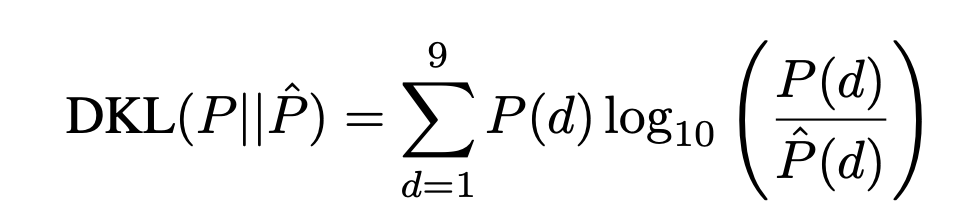 DKL(P||P̂) = ∑_{d=1}^{9} P(d) log₁₀ (P(d) / P̂(d))